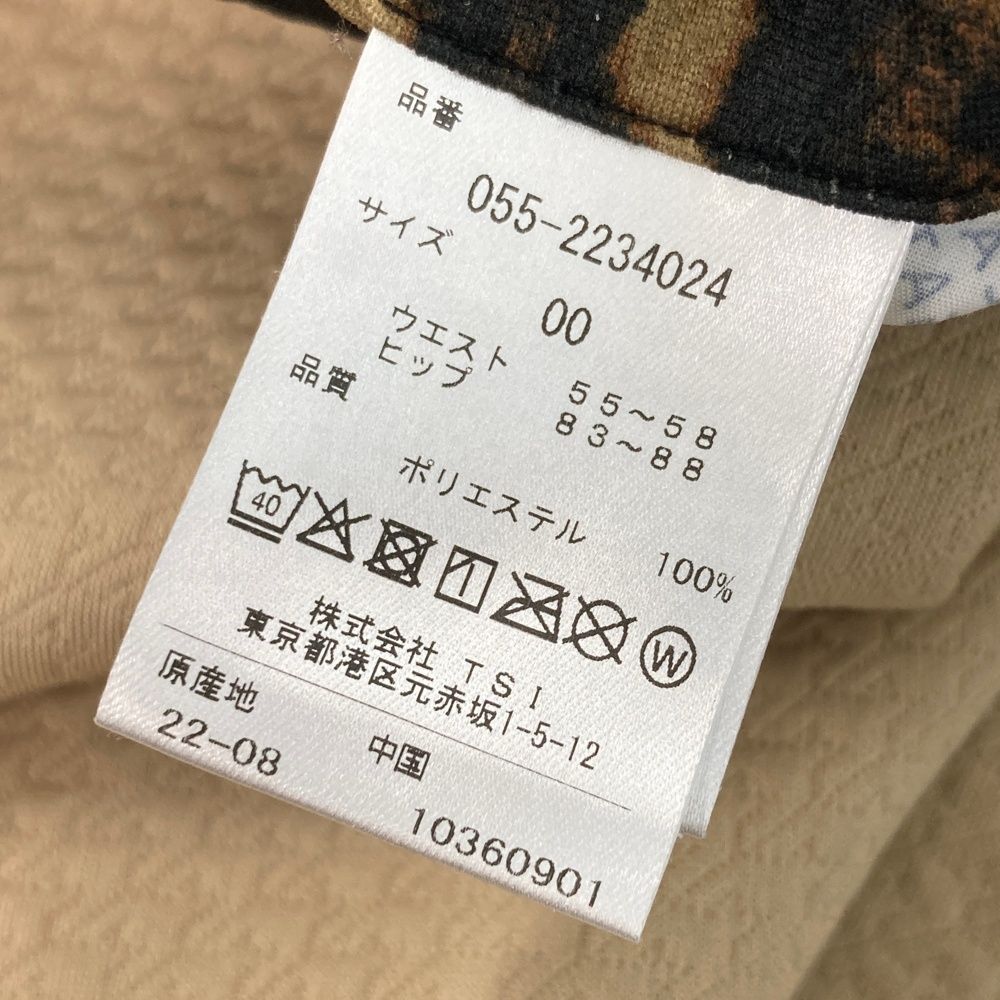 品番
055-2234024
サイズ
00
ウエスト 55～58
ヒップ 83～88
品質
ポリエステル 100%
40
W
株式会社 TSI
東京都港区元赤坂1-5-12
原産地 中国
22-08 10360901